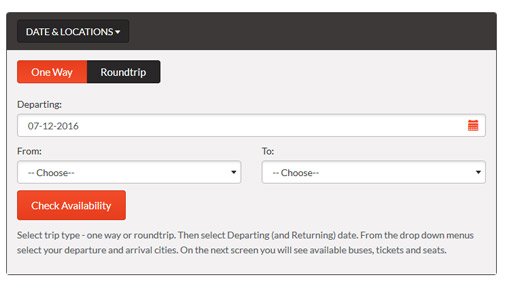 DATE & LOCATIONS
One Way Roundtrip
Departing:
07-12-2016
From: To:
-- Choose-- -- Choose--
Check Availability
Select trip type - one way or roundtrip. Then select Departing (and Returning) date. From the drop down menus
select your departure and arrival cities. On the next screen you will see available buses, tickets and seats.